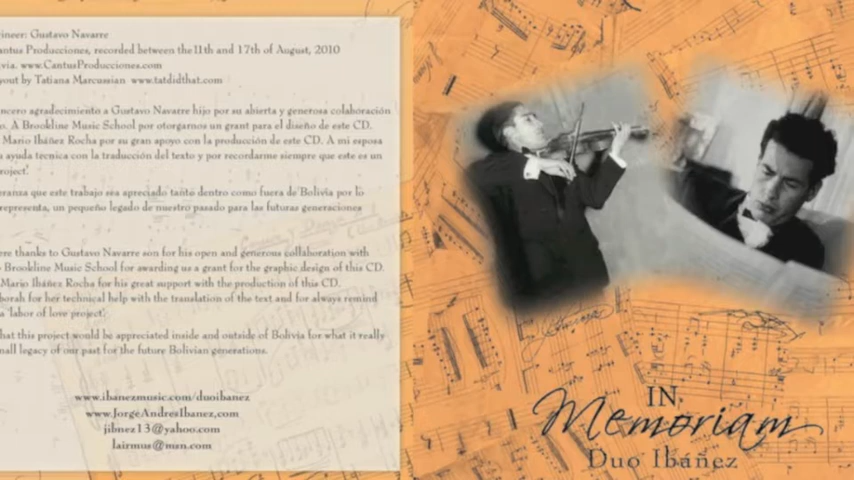 ineer: Gustavo Navarre
antus Producciones, recorded between the 11th and 17th of August, 2010
ivia. www.CantusProducciones.com
yout by Tatiana Marcussian www.tatdidthat.com
ncero agradecimiento a Gustavo Navarre hijo por su abierta y generosa colaboración
o. A Brookline Music School por otorgarnos un grant para el diseño de este CD.
Mario Ibáñez Rocha por su gran apoyo con la producción de este CD. A mi esposa
u ayuda técnica con la traducción del texto y por recordarme siempre que este es un
roject'.
eranza que este trabajo sea apreciado tanto dentro como fuera de Bolivia por lo
representa, un pequeño legado de nuestro pasado para las futuras generaciones
ere thanks to Gustavo Navarre son for his open and generous collaboration with
Brookline Music School for awarding us a grant for the graphic design of this CD.
Mario Ibáñez Rocha for his great support with the production of this CD.
borah for her technical help with the translation of the text and for always remind
a 'labor of love project'.
hat this project would be appreciated inside and outside of Bolivia for what it really
mall legacy of our past for the future Bolivian generations.
www.ibanezmusic.com/duoibanez
www.JorgeAndresIbanez.com
jibnez13@yahoo.com
lairmus@msn.com
IN
Memoriam
Duo Ibáñez